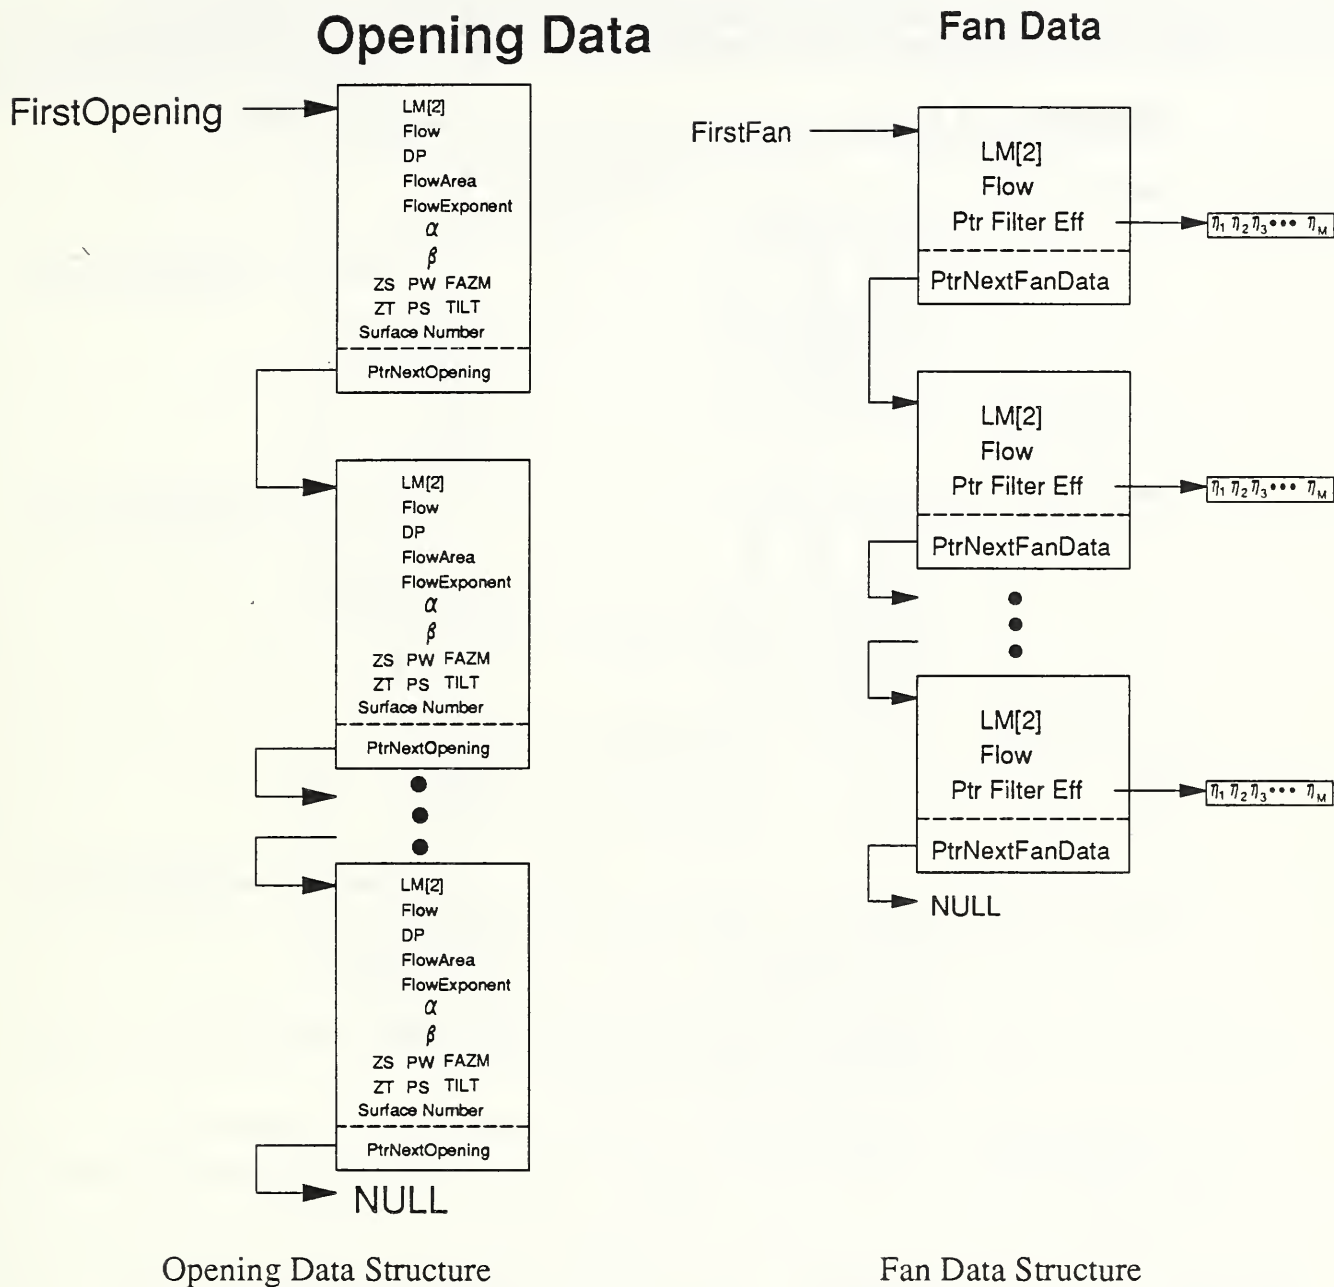 Opening Data
FirstOpening
LM[2]
Flow
DP
FlowArea
FlowExponent
α
β
ZS PW FAZM
ZT PS TILT
Surface Number
PtrNextOpening
LM[2]
Flow
DP
FlowArea
FlowExponent
α
β
ZS PW FAZM
ZT PS TILT
Surface Number
PtrNextOpening
LM[2]
Flow
DP
FlowArea
FlowExponent
α
β
ZS PW FAZM
ZT PS TILT
Surface Number
PtrNextOpening
NULL
Opening Data Structure
Fan Data
FirstFan
LM[2]
Flow
Ptr Filter Eff
η₁ η₂ η₃ ••• η_M
PtrNextFanData
LM[2]
Flow
Ptr Filter Eff
η₁ η₂ η₃ ••• η_M
PtrNextFanData
LM[2]
Flow
Ptr Filter Eff
η₁ η₂ η₃ ••• η_M
PtrNextFanData
NULL
Fan Data Structure